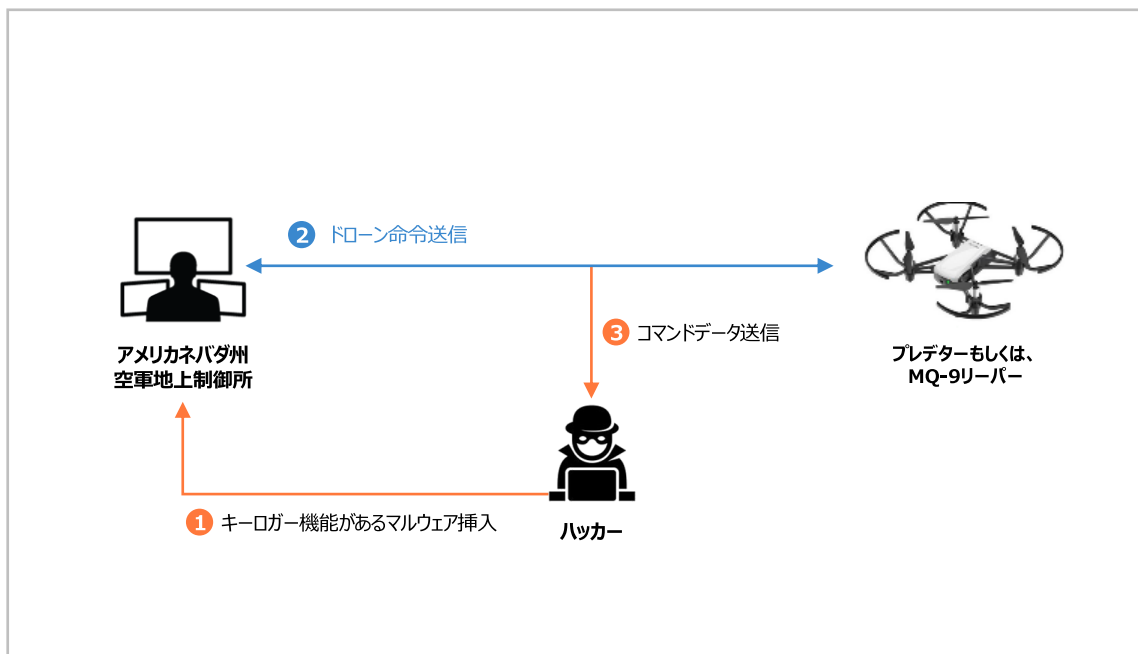 2 ドローン命令送信
3 コマンドデータ送信
アメリカネバダ州
空軍地上制御所
プレデターもしくは、
MQ-9リーパー
1 キーロガー機能があるマルウェア挿入
ハッカー